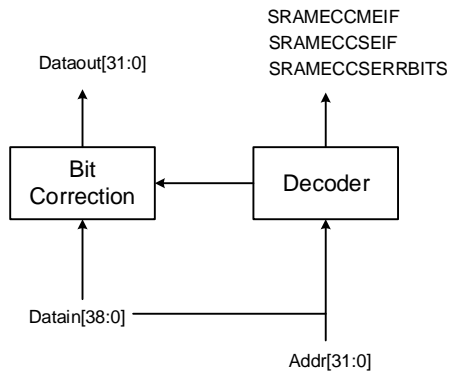 SRAMECCMEIF
SRAMECCSEIF
SRAMECCSERRBITS
Dataout[31:0]
Bit
Correction
Decoder
Datain[38:0]
Addr[31:0]